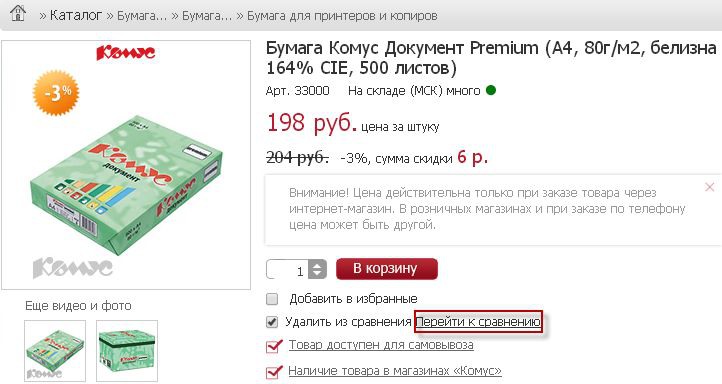 » Каталог » Бумага... » Бумага... » Бумага для принтеров и копиров
Комус
-3%
Комус
документ
A4
Комус
Еще видео и фото
Бумага Комус Документ Premium (А4, 80г/м2, белизна
164% CIE, 500 листов)
Арт. 33000 На складе (МСК) много
198 руб. цена за штуку
204 руб. -3%, сумма скидки 6 р.
Внимание! Цена действительна только при заказе товара через
интернет-магазин. В розничных магазинах и при заказе по телефону
цена может быть другой.
1 В корзину
Добавить в избранные
Удалить из сравнения Перейти к сравнению
Товар доступен для самовывоза
Наличие товара в магазинах «Комус»